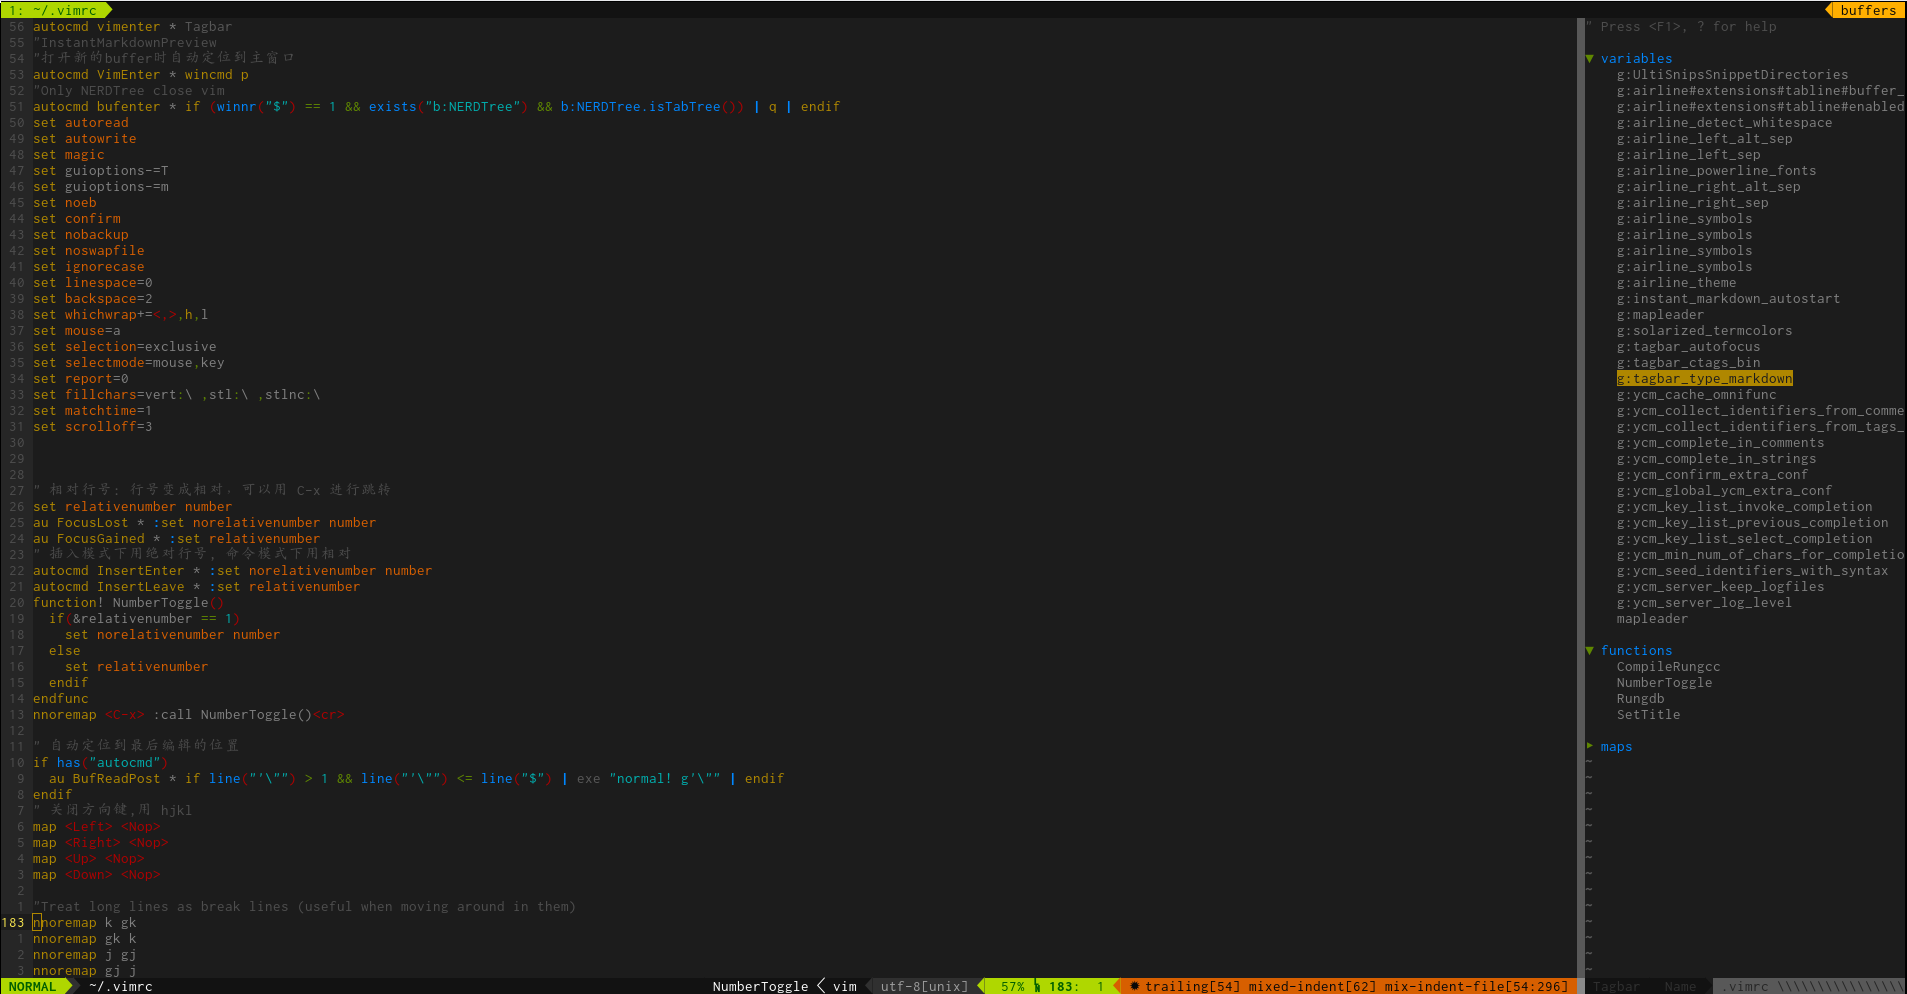 1: ~/.vimrc
buffers
56 autocmd vimenter * Tagbar
55 "InstantMarkdownPreview
54 "打开新的buffer时自动定位到主窗口
53 autocmd VimEnter * wincmd p
52 "Only NERDTree close vim
51 autocmd bufenter * if (winnr("$") == 1 && exists("b:NERDTree") && b:NERDTree.isTabTree()) | q | endif
50 set autoread
49 set autowrite
48 set magic
47 set guioptions-=T
46 set guioptions-=m
45 set noeb
44 set confirm
43 set nobackup
42 set noswapfile
41 set ignorecase
40 set linespace=0
39 set backspace=2
38 set whichwrap+=<,>,h,l
37 set mouse=a
36 set selection=exclusive
35 set selectmode=mouse,key
34 set report=0
33 set fillchars=vert:\ ,stl:\ ,stlnc:\
32 set matchtime=1
31 set scrolloff=3
30
29
28
27 " 相对行号: 行号变成相对，可以用 C-x 进行跳转
26 set relativenumber number
25 au FocusLost * :set norelativenumber number
24 au FocusGained * :set relativenumber
23 " 插入模式下用绝对行号, 命令模式下用相对
22 autocmd InsertEnter * :set norelativenumber number
21 autocmd InsertLeave * :set relativenumber
20 function! NumberToggle()
19   if(&relativenumber == 1)
18     set norelativenumber number
17   else
16     set relativenumber
15   endif
14 endfunc
13 nnoremap <C-x> :call NumberToggle()<cr>
12
11 " 自动定位到最后编辑的位置
10 if has("autocmd")
9   au BufReadPost * if line("'\"") > 1 && line("'\"") <= line("$") | exe "normal! g'\"" | endif
8 endif
7 " 关闭方向键,用 hjkl
6 map <Left> <Nop>
5 map <Right> <Nop>
4 map <Up> <Nop>
3 map <Down> <Nop>
2
1 "Treat long lines as break lines (useful when moving around in them)
183 nnoremap k gk
1 nnoremap gk k
2 nnoremap j gj
3 nnoremap gj j
" Press <F1>, ? for help
▼ variables
g:UltiSnipsSnippetDirectories
g:airline#extensions#tabline#buffer_
g:airline#extensions#tabline#enabled
g:airline_detect_whitespace
g:airline_left_alt_sep
g:airline_left_sep
g:airline_powerline_fonts
g:airline_right_alt_sep
g:airline_right_sep
g:airline_symbols
g:airline_symbols
g:airline_symbols
g:airline_symbols
g:airline_theme
g:instant_markdown_autostart
g:mapleader
g:solarized_termcolors
g:tagbar_autofocus
g:tagbar_ctags_bin
g:tagbar_type_markdown
g:ycm_cache_omnifunc
g:ycm_collect_identifiers_from_comme
g:ycm_collect_identifiers_from_tags_
g:ycm_complete_in_comments
g:ycm_complete_in_strings
g:ycm_confirm_extra_conf
g:ycm_global_ycm_extra_conf
g:ycm_key_list_invoke_completion
g:ycm_key_list_previous_completion
g:ycm_key_list_select_completion
g:ycm_min_num_of_chars_for_completio
g:ycm_seed_identifiers_with_syntax
g:ycm_server_keep_logfiles
g:ycm_server_log_level
mapleader
▼ functions
CompileRungcc
NumberToggle
Rungdb
SetTitle
▶ maps
~
~
~
~
~
~
~
~
~
~
~
~
~
~
NORMAL ~/.vimrc NumberToggle < vim utf-8[unix] 57% 183: 1 ✹ trailing[54] mixed-indent[62] mix-indent-file[54:296] Tagbar Name .vimrc \\\\\\\\\\\\\\\\